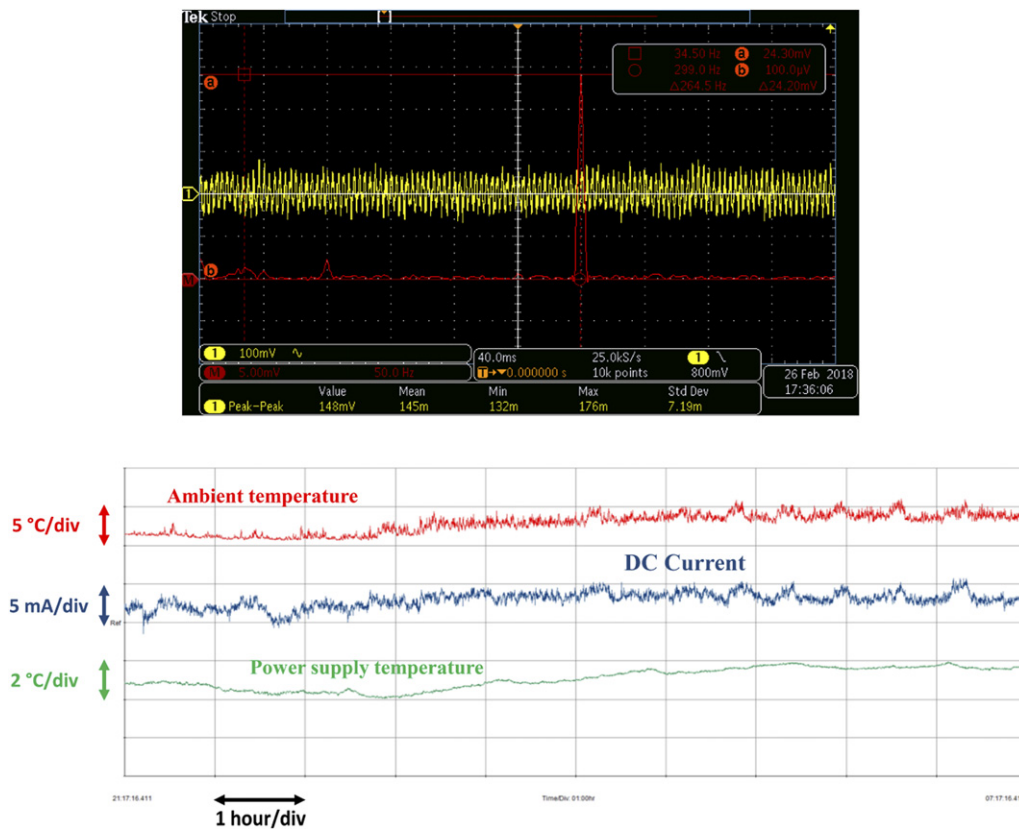 Tek Stop
34.50 Hz a 24.30mV
299.0 Hz b 100.0µV
Δ264.5 Hz Δ24.20mV
a
1
b
M
1 100mV
M 5.00mV 50.0 Hz
40.0ms 25.0kS/s 1
T→▼0.000000 s 10k points 800mV
26 Feb 2018
17:36:06
Value Mean Min Max Std Dev
1 Peak-Peak 148mV 145m 132m 176m 7.19m
Ambient temperature
5 °C/div
DC Current
5 mA/div
Ref
Power supply temperature
2 °C/div
21:17:16.411 Time/Div: 01:00hr 07:17:16.41
1 hour/div